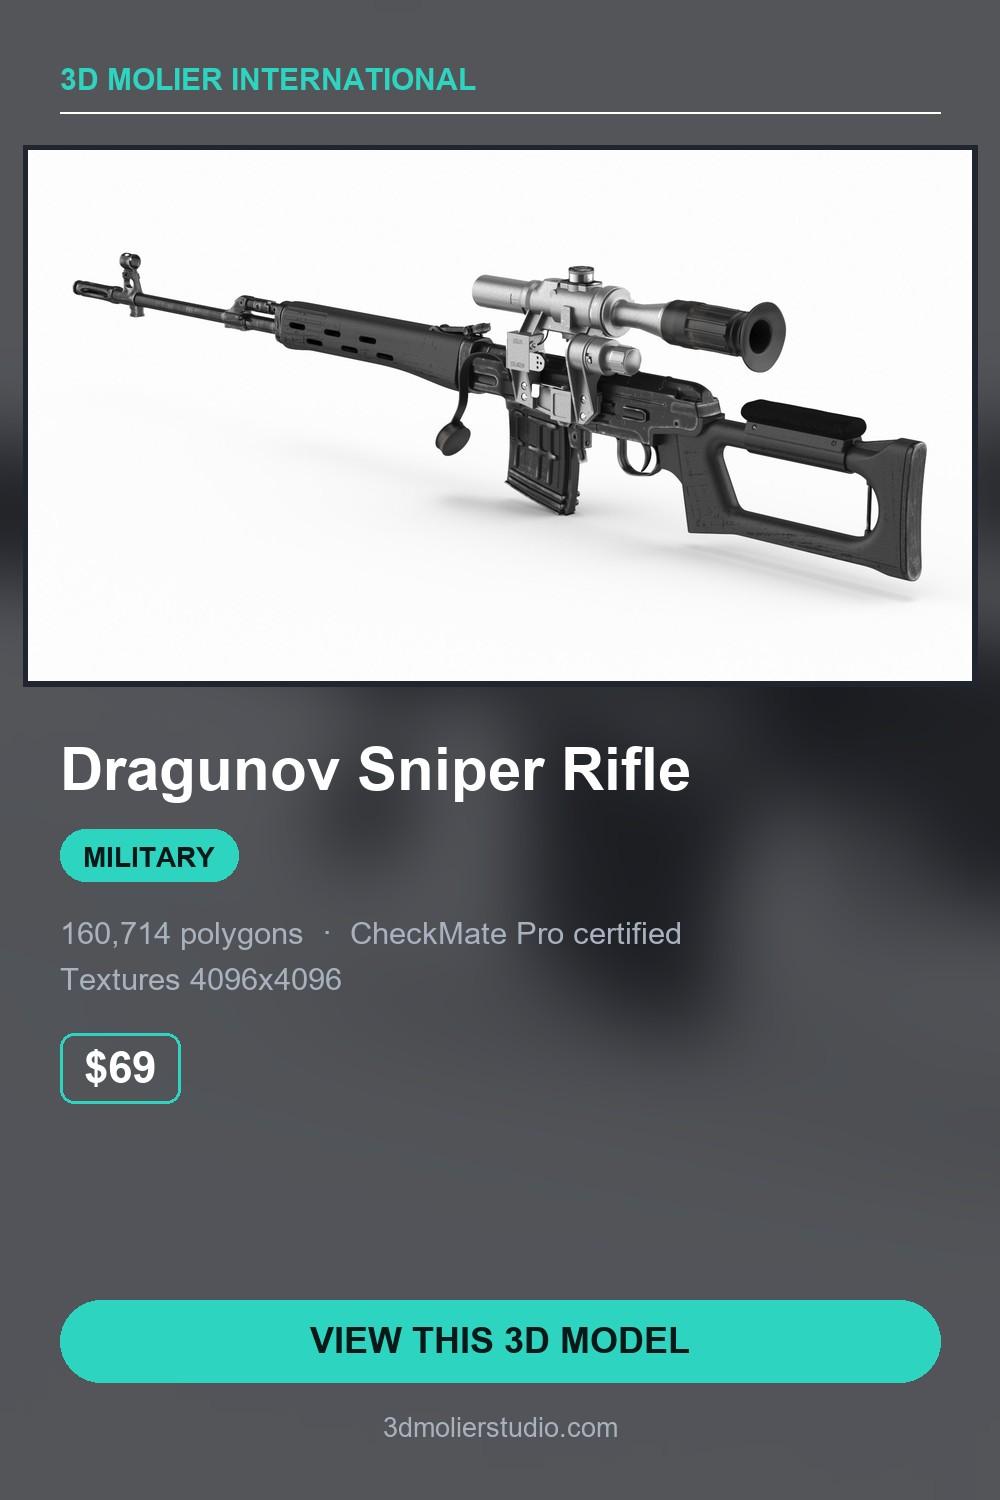 3D MOLIER INTERNATIONAL
Dragunov Sniper Rifle
MILITARY
160,714 polygons · CheckMate Pro certified
Textures 4096x4096
$69
VIEW THIS 3D MODEL
3dmolierstudio.com